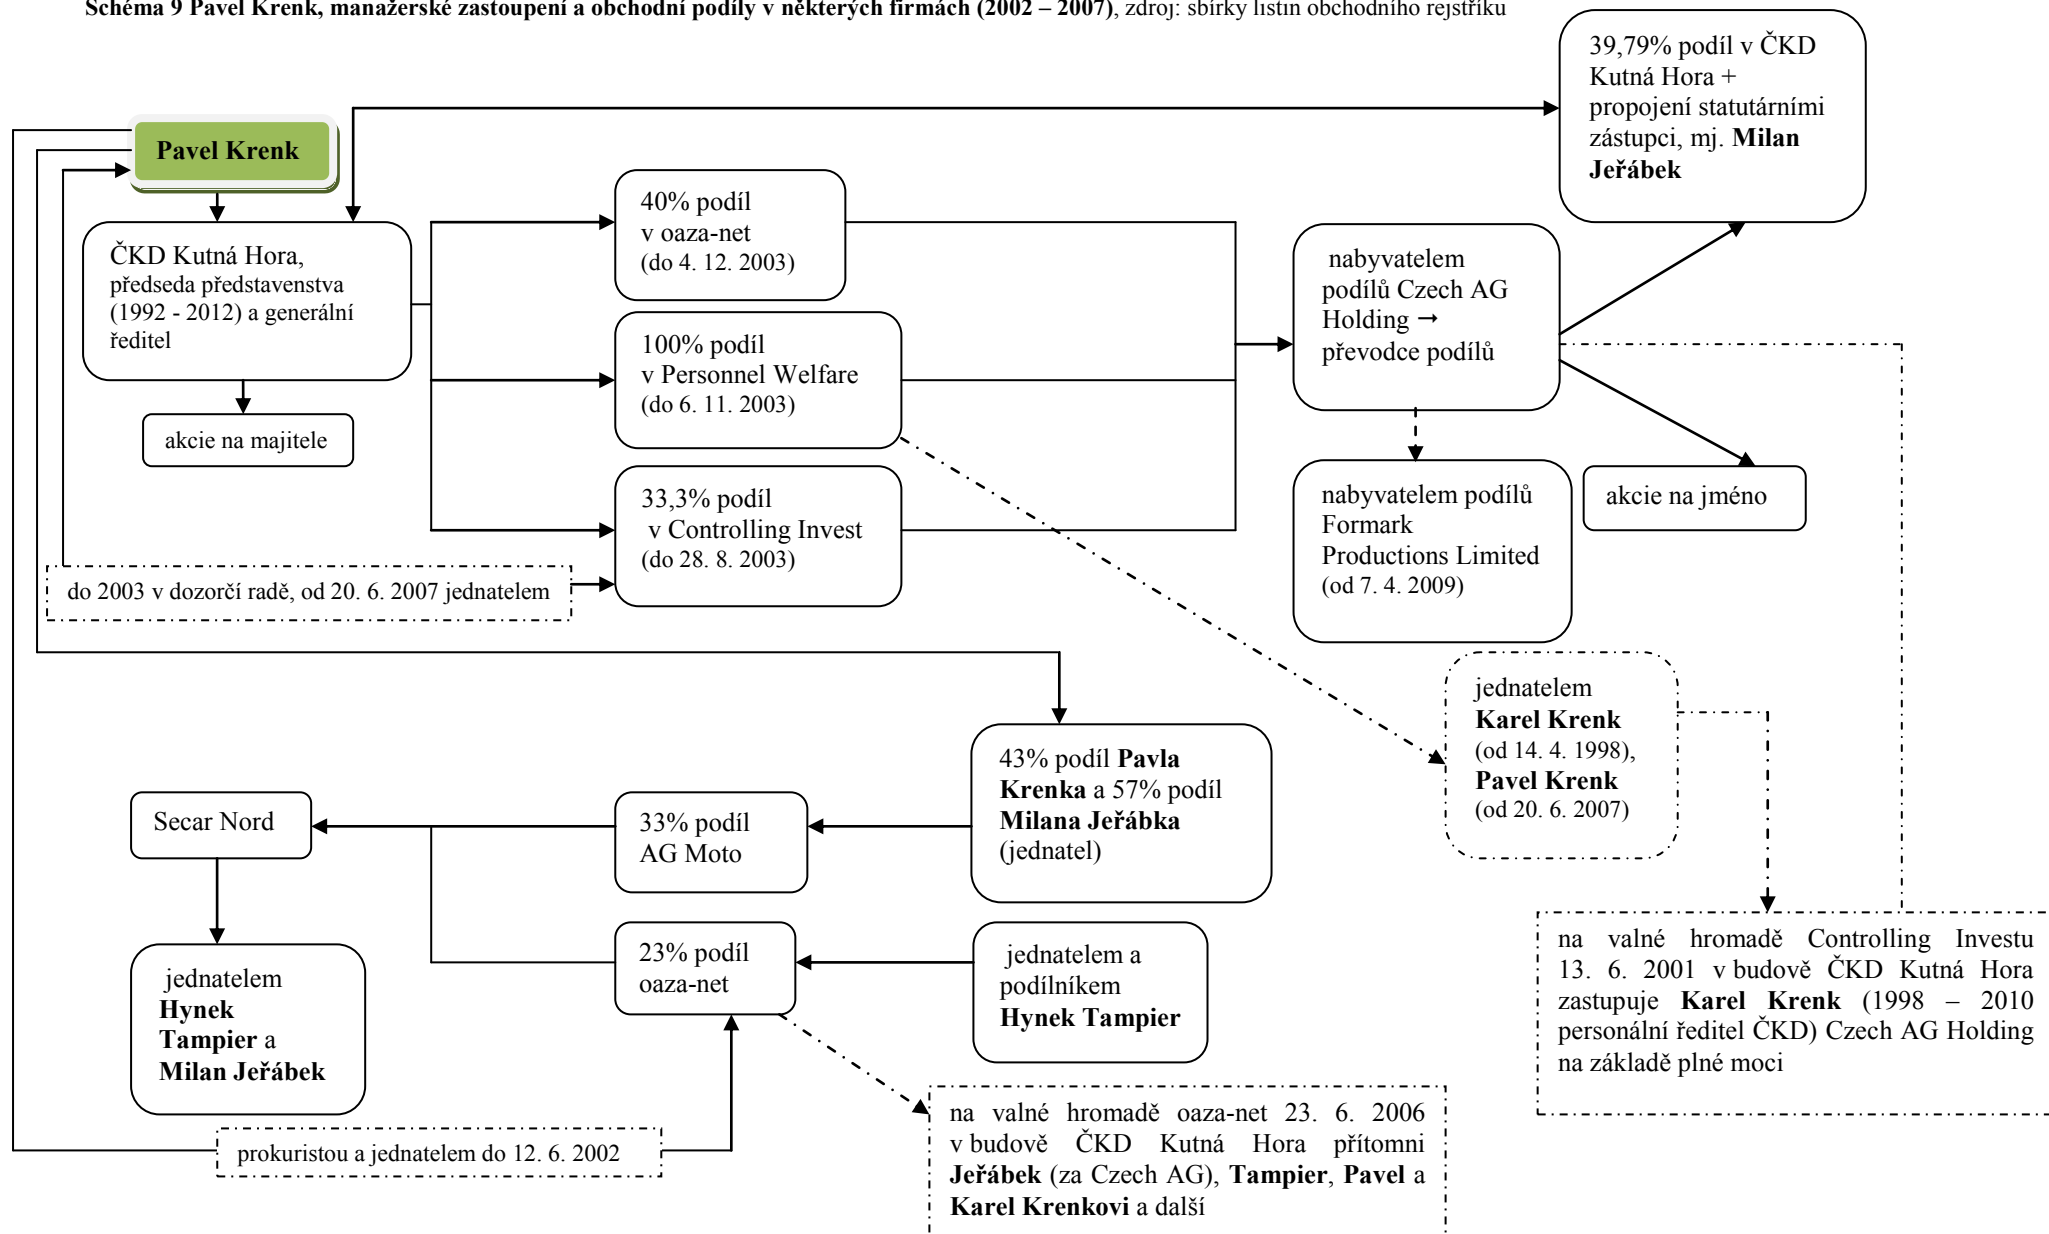 Schéma 9 Pavel Krenk, manažerské zastoupení a obchodní podíly v některých firmách (2002 – 2007), zdroj: sbírky listin obchodního rejstříku
39,79% podíl v ČKD
Kutná Hora +
propojení statutárními
zástupci, mj. Milan
Jeřábek
Pavel Krenk
ČKD Kutná Hora,
předseda představenstva
(1992 - 2012) a generální
ředitel
akcie na majitele
40% podíl
v oaza-net
(do 4. 12. 2003)
100% podíl
v Personnel Welfare
(do 6. 11. 2003)
33,3% podíl
v Controlling Invest
(do 28. 8. 2003)
nabyvatelem
podílů Czech AG
Holding →
převodce podílů
nabyvatelem podílů
Formark
Productions Limited
(od 7. 4. 2009)
akcie na jméno
do 2003 v dozorčí radě, od 20. 6. 2007 jednatelem
jednatelem
Karel Krenk
(od 14. 4. 1998),
Pavel Krenk
(od 20. 6. 2007)
43% podíl Pavla
Krenka a 57% podíl
Milana Jeřábka
(jednatel)
33% podíl
AG Moto
Secar Nord
23% podíl
oaza-net
jednatelem a
podílníkem
Hynek Tampier
jednatelem
Hynek
Tampier a
Milan Jeřábek
na valné hromadě Controlling Investu
13. 6. 2001 v budově ČKD Kutná Hora
zastupuje Karel Krenk (1998 – 2010
personální ředitel ČKD) Czech AG Holding
na základě plné moci
prokuristou a jednatelem do 12. 6. 2002
na valné hromadě oaza-net 23. 6. 2006
v budově ČKD Kutná Hora přítomni
Jeřábek (za Czech AG), Tampier, Pavel a
Karel Krenkovi a další